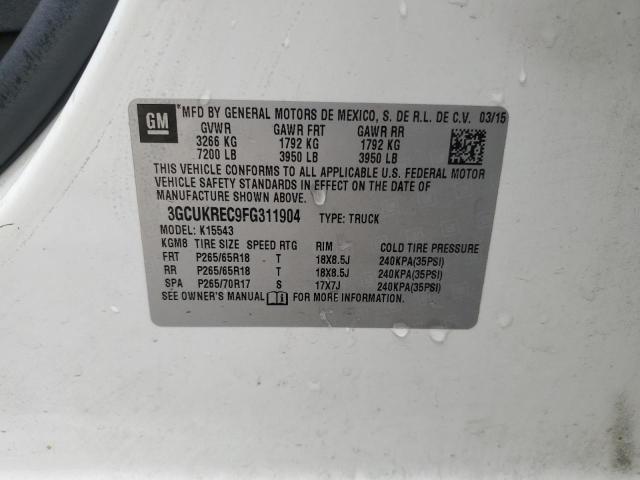 GM
*MFD BY GENERAL MOTORS DE MEXICO, S. DE R.L. DE C.V. 03/15
GVWR GAWR FRT GAWR RR
3266 KG 1792 KG 1792 KG
7200 LB 3950 LB 3950 LB
THIS VEHICLE CONFORMS TO ALL APPLICABLE U.S. FEDERAL MOTOR
VEHICLE SAFETY STANDARDS IN EFFECT ON THE DATE OF
MANUFACTURE SHOWN ABOVE.
3GCUKREC9FG311904 TYPE: TRUCK
MODEL: K15543
KGM8 TIRE SIZE SPEED RTG RIM COLD TIRE PRESSURE
FRT P265/65R18 T 18X8.5J 240KPA(35PSI)
RR P265/65R18 T 18X8.5J 240KPA(35PSI)
SPA P265/70R17 S 17X7J 240KPA(35PSI)
SEE OWNER'S MANUAL FOR MORE INFORMATION.